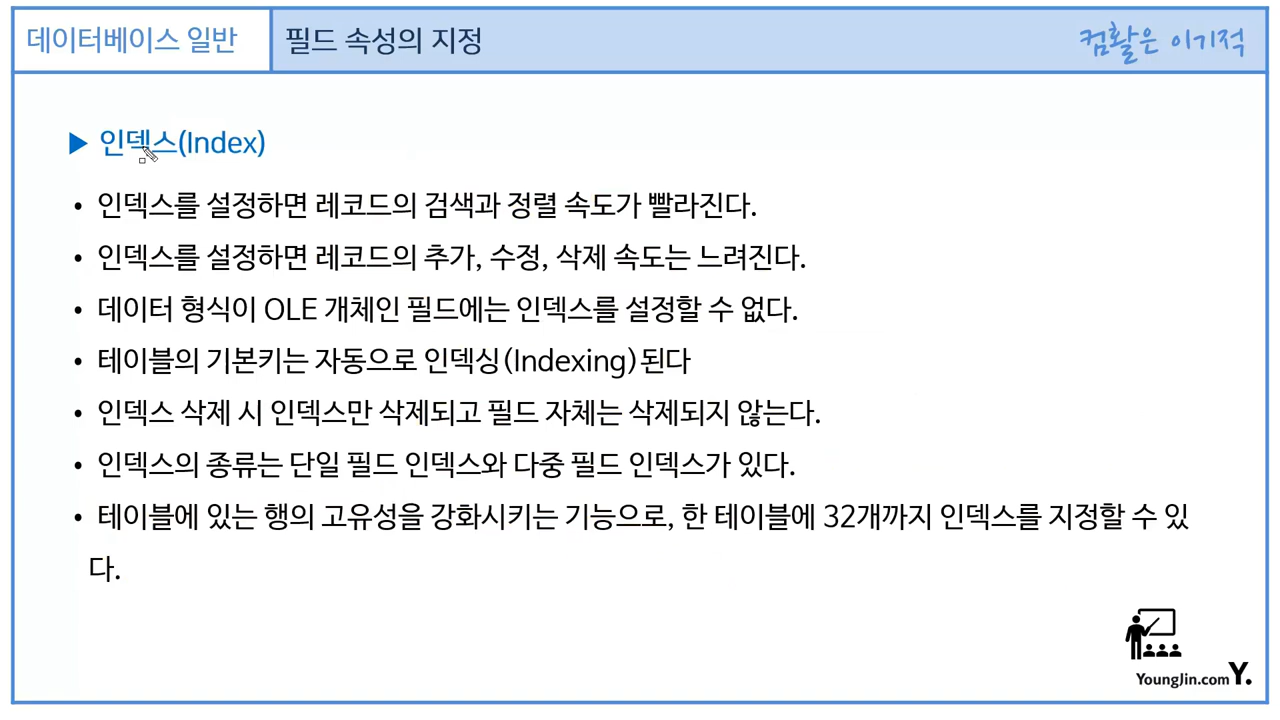 데이터베이스 일반
필드 속성의 지정
컴활은 이기적
▶ 인덱스(Index)
• 인덱스를 설정하면 레코드의 검색과 정렬 속도가 빨라진다.
• 인덱스를 설정하면 레코드의 추가, 수정, 삭제 속도는 느려진다.
• 데이터 형식이 OLE 개체인 필드에는 인덱스를 설정할 수 없다.
• 테이블의 기본키는 자동으로 인덱싱(Indexing)된다
• 인덱스 삭제 시 인덱스만 삭제되고 필드 자체는 삭제되지 않는다.
• 인덱스의 종류는 단일 필드 인덱스와 다중 필드 인덱스가 있다.
• 테이블에 있는 행의 고유성을 강화시키는 기능으로, 한 테이블에 32개까지 인덱스를 지정할 수 있
다.
YoungJin.com Y.